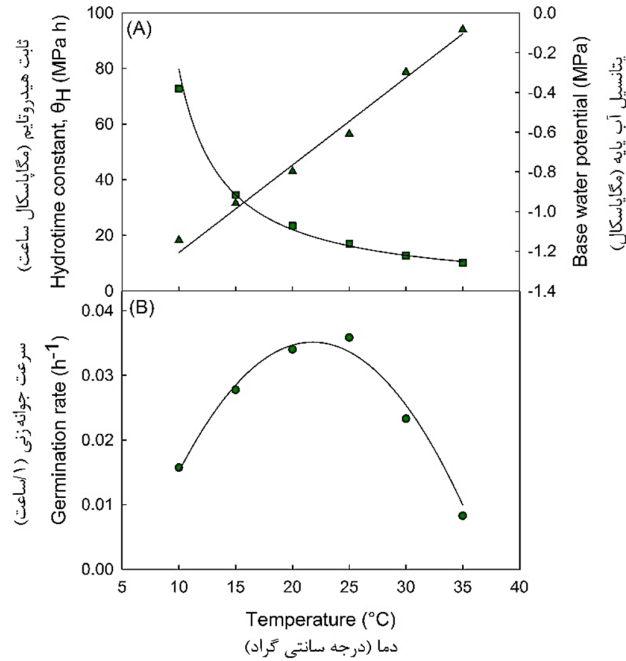 (A)
ثابت هیدروتایم (مگاپاسکال ساعت)
Hydrotime constant, θH (MPa h)
100
80
60
40
20
0
0.0
-0.2
-0.4
-0.6
-0.8
-1.0
-1.2
-1.4
Base water potential (MPa)
پتانسیل آب پایه (مگاپاسکال)
(B)
سرعت جوانه‌زنی (۱/ساعت)
Germination rate (h-1)
0.04
0.03
0.02
0.01
0.00
5 10 15 20 25 30 35 40
Temperature (°C)
دما (درجه سانتی گراد)